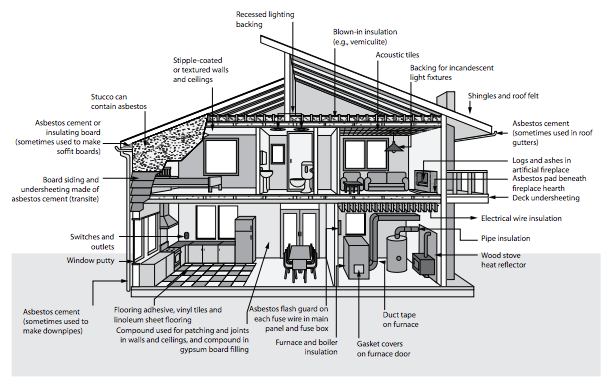 Recessed lighting
backing
Blown-in insulation
(e.g., vemiculite)
Acoustic tiles
Stipple-coated
or textured walls
and ceilings
Backing for incandescent
light fixtures
Stucco can
contain asbestos
Shingles and roof felt
Asbestos cement or
insulating board
(sometimes used to make
soffit boards)
Asbestos cement
(sometimes used in roof
gutters)
Logs and ashes in
artificial fireplace
Asbestos pad beneath
fireplace hearth
Deck undersheeting
Board siding and
undersheeting made of
asbestos cement (transite)
Electrical wire insulation
Switches and
outlets
Pipe insulation
Window putty
Wood stove
heat reflector
Asbestos cement
(sometimes used to
make downpipes)
Flooring adhesive, vinyl tiles and
linoleum sheet flooring
Compound used for patching and joints
in walls and ceilings, and compound in
gypsum board filling
Asbestos flash guard on
each fuse wire in main
panel and fuse box
Furnace and boiler
insulation
Duct tape
on furnace
Gasket covers
on furnace door